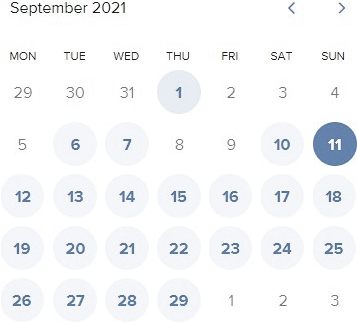 September 2021
MON TUE WED THU FRI SAT SUN
29 30 31 1 2 3 4
5 6 7 8 9 10 11
12 13 14 15 16 17 18
19 20 21 22 23 24 25
26 27 28 29 1 2 3